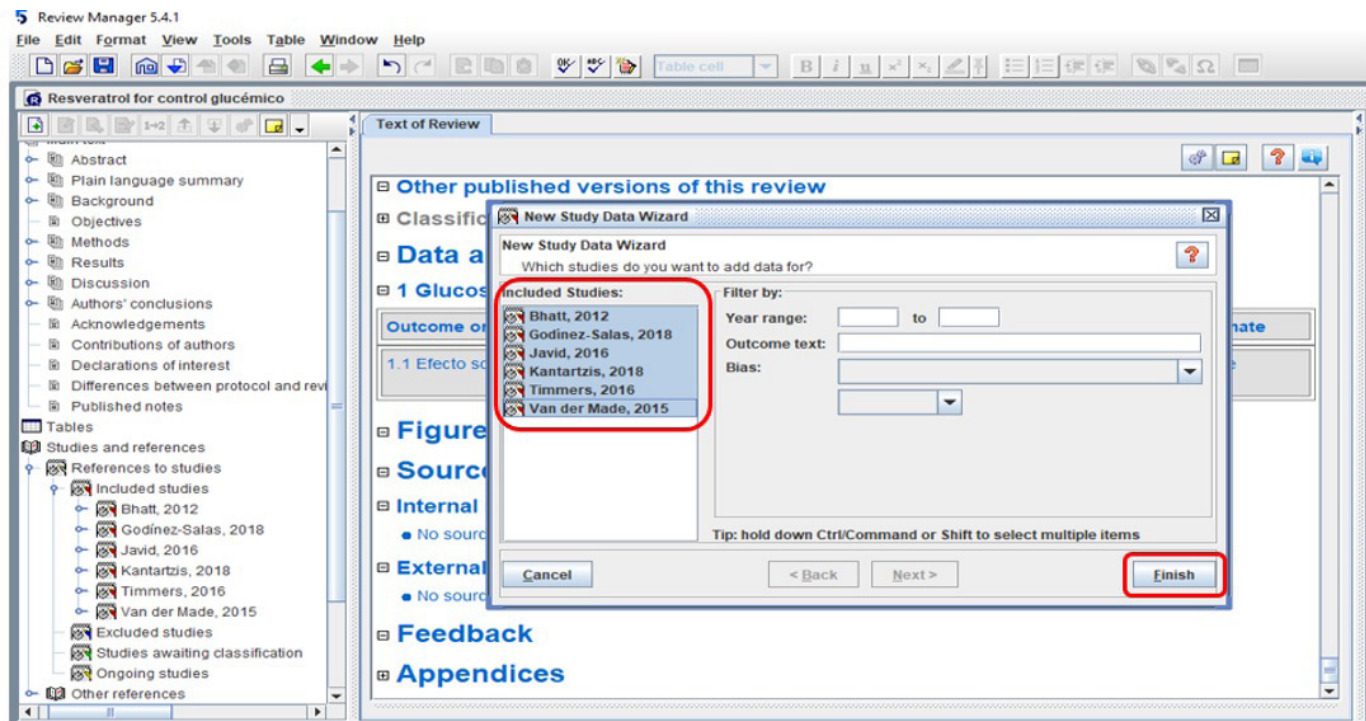 Review Manager 5.4.1
File Edit Format View Tools Table Window Help
Table cell
Resveratrol for control glucémico
Text of Review
Abstract
Plain language summary
Background
Objectives
Methods
Results
Discussion
Authors' conclusions
Acknowledgements
Contributions of authors
Declarations of interest
Differences between protocol and revi
Published notes
Tables
Studies and references
References to studies
Included studies
Bhatt, 2012
Godínez-Salas, 2018
Javid, 2016
Kantartzis, 2018
Timmers, 2016
Van der Made, 2015
Excluded studies
Studies awaiting classification
Ongoing studies
Other references
Other published versions of this review
Classific
Data a
1 Glucos
Outcome or
1.1 Efecto so
Figure
Sourc
Internal
No sourc
External
No sourc
Feedback
Appendices
New Study Data Wizard
New Study Data Wizard
Which studies do you want to add data for?
Included Studies:
Bhatt, 2012
Godínez-Salas, 2018
Javid, 2016
Kantartzis, 2018
Timmers, 2016
Van der Made, 2015
Filter by:
Year range: to
Outcome text:
Bias:
Tip: hold down Ctrl/Command or Shift to select multiple items
Cancel < Back Next > Finish